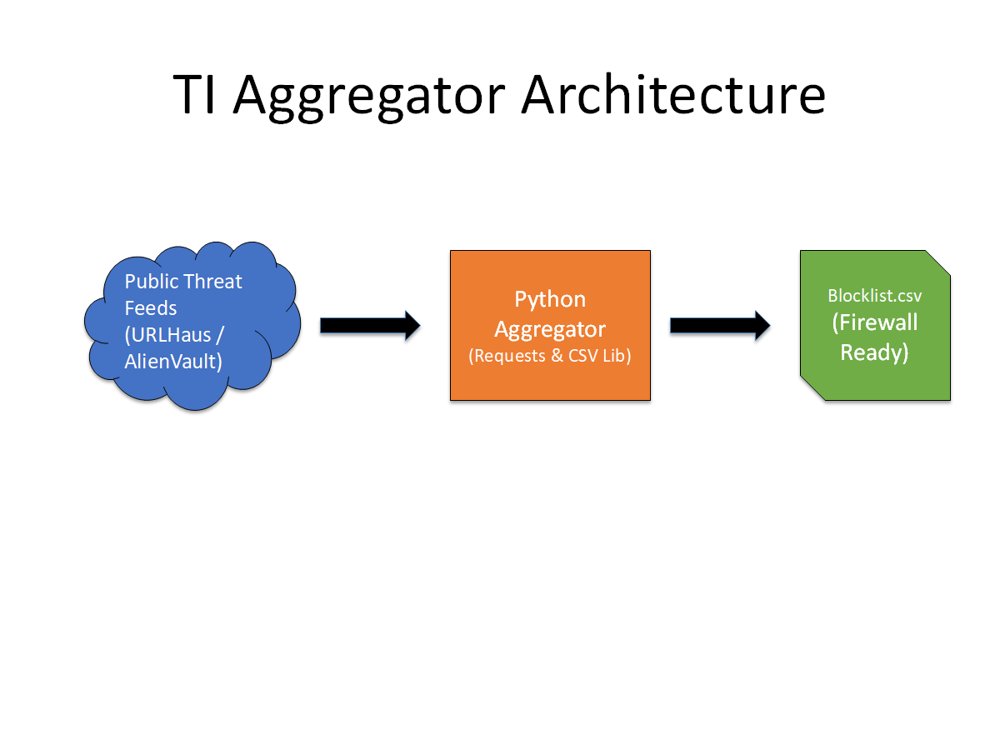 TI Aggregator Architecture
Public Threat
Feeds
(URLHaus /
AlienVault)
Python
Aggregator
(Requests & CSV Lib)
Blocklist.csv
(Firewall
Ready)